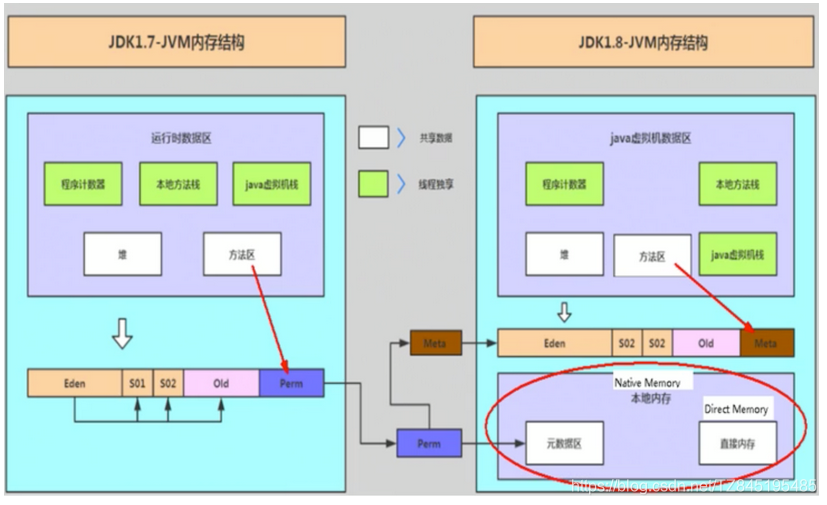 JDK1.7-JVM内存结构
JDK1.8-JVM内存结构
运行时数据区
程序计数器
本地方法栈
java虚拟机栈
堆
方法区
Eden
S01
S02
Old
Perm
共享数据
线程独享
Meta
Perm
java虚拟机数据区
程序计数器
本地方法栈
堆
方法区
java虚拟机栈
Eden
S02
S02
Old
Meta
Native Memory
本地内存
Direct Memory
元数据区
直接内存
https://blog.csdn.net/17845195485